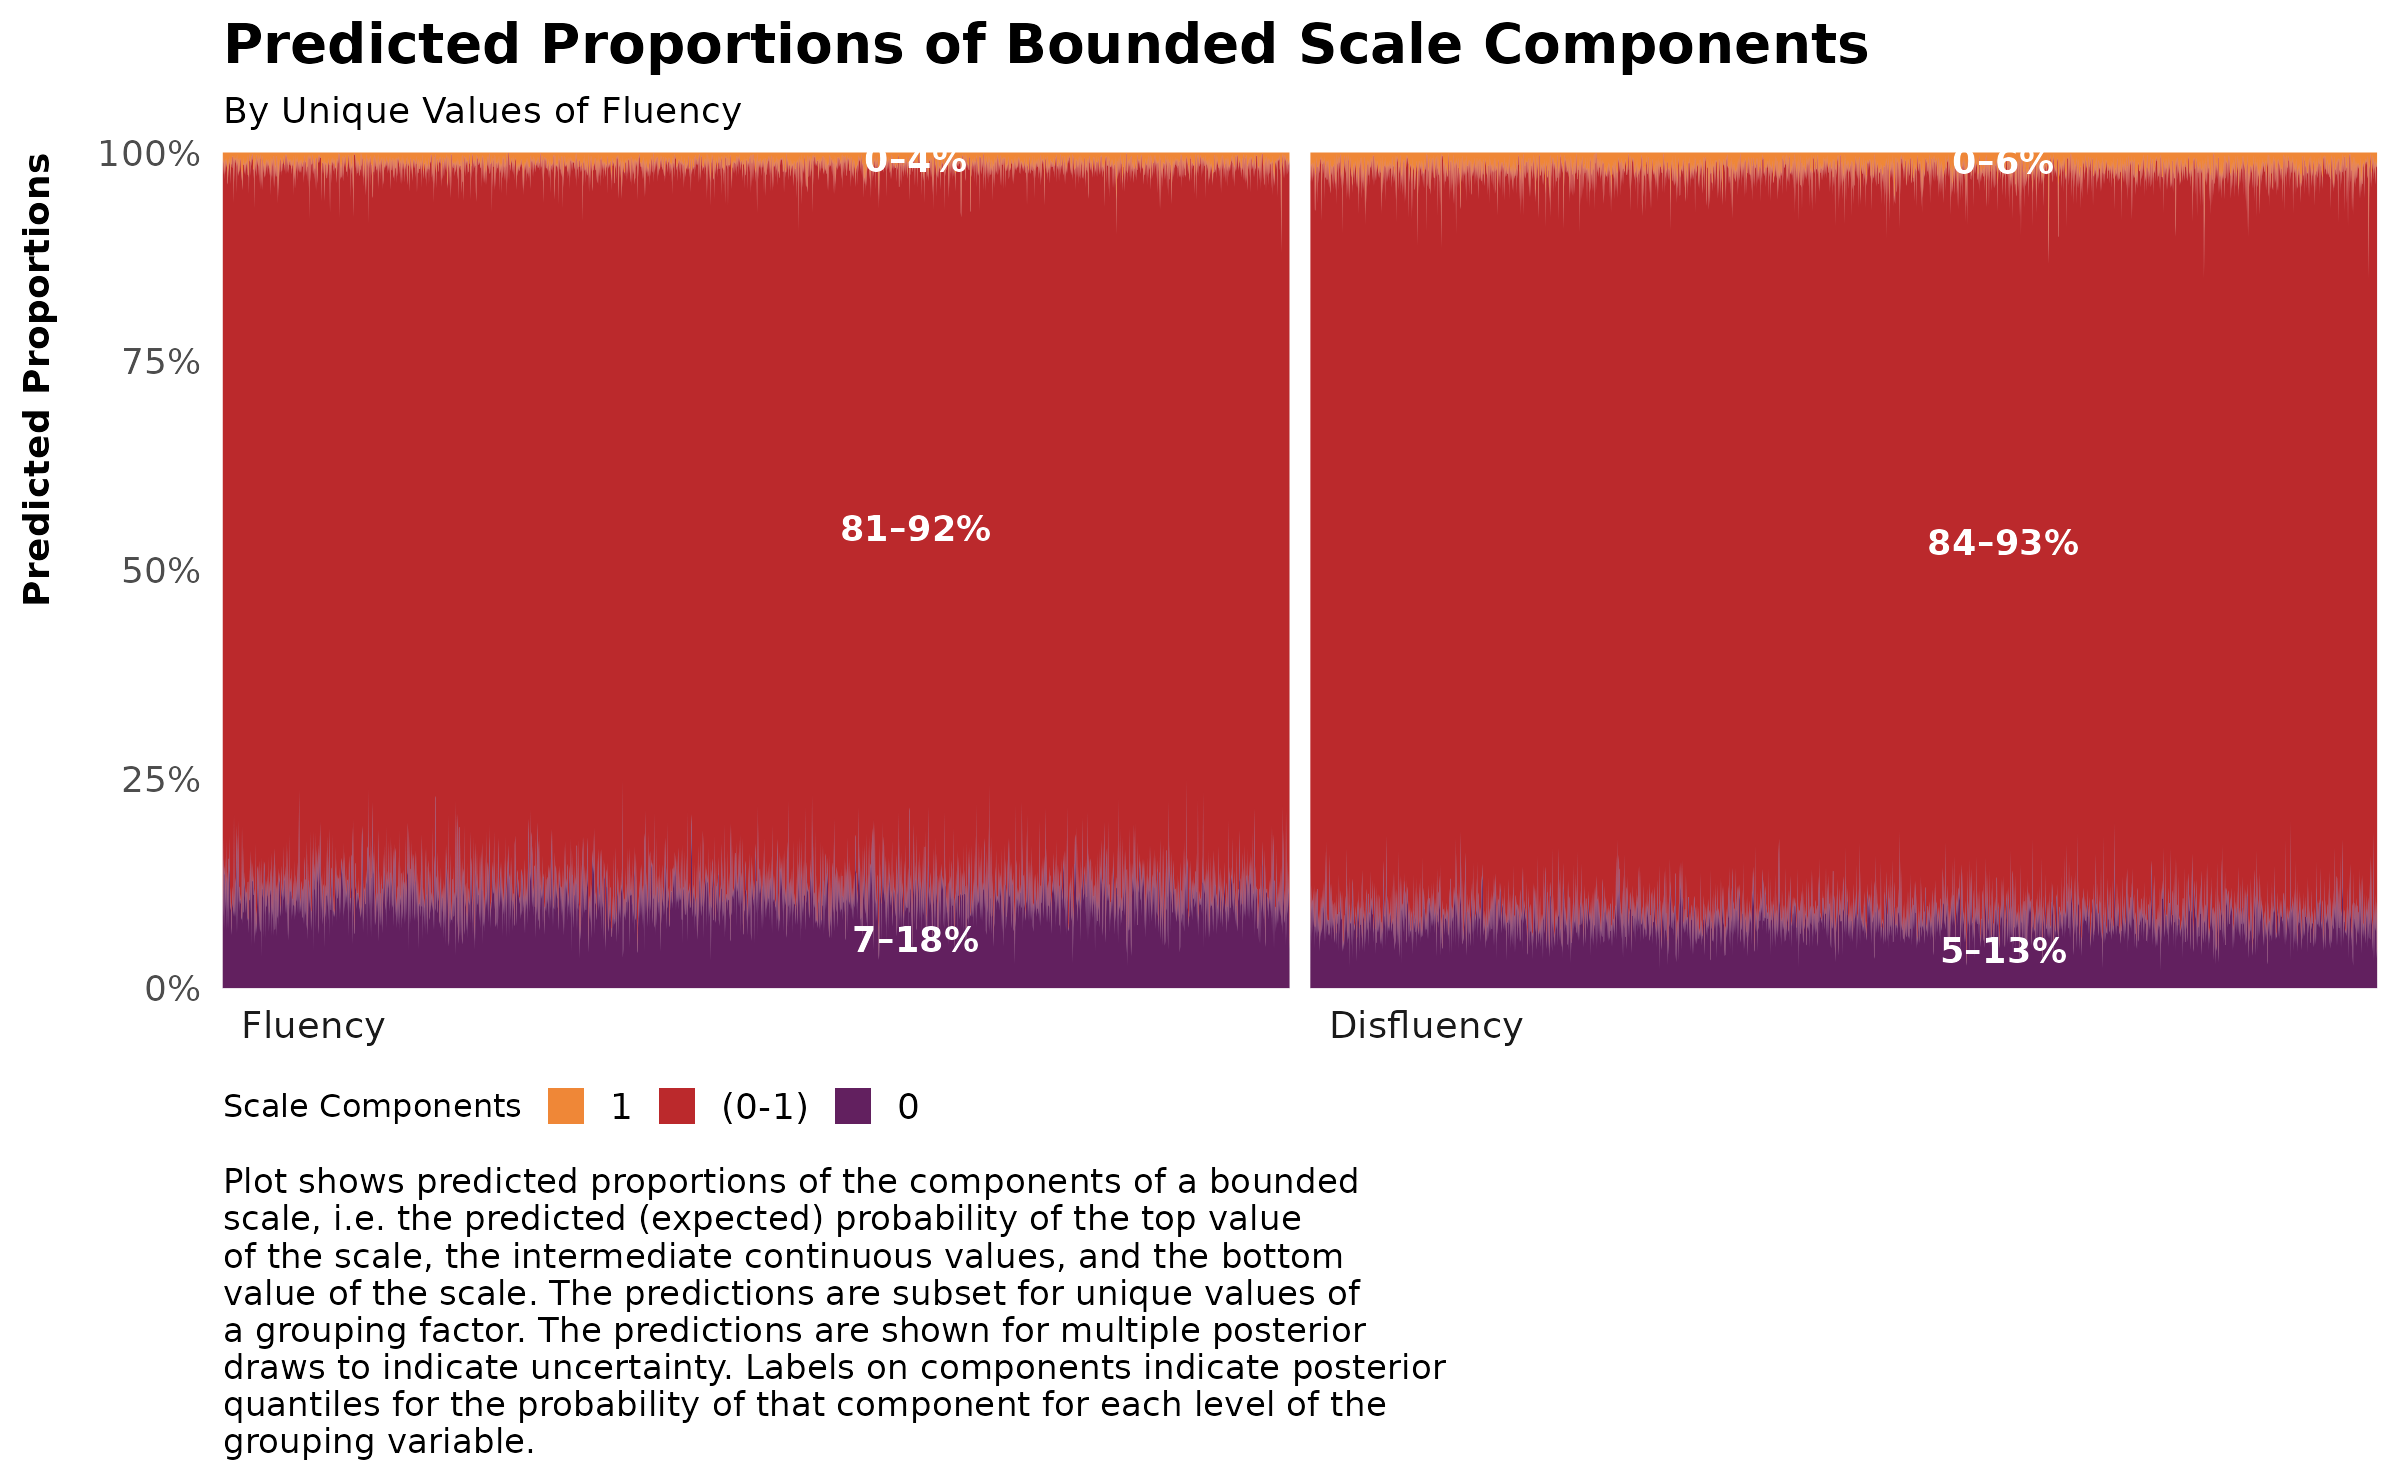 Predicted Proportions of Bounded Scale Components
By Unique Values of Fluency
Predicted Proportions
100%
75%
50%
25%
0%
0–4%
81–92%
7–18%
0–6%
84–93%
5–13%
Fluency
Disfluency
Scale Components 1 (0-1) 0
Plot shows predicted proportions of the components of a bounded
scale, i.e. the predicted (expected) probability of the top value
of the scale, the intermediate continuous values, and the bottom
value of the scale. The predictions are subset for unique values of
a grouping factor. The predictions are shown for multiple posterior
draws to indicate uncertainty. Labels on components indicate posterior
quantiles for the probability of that component for each level of the
grouping variable.